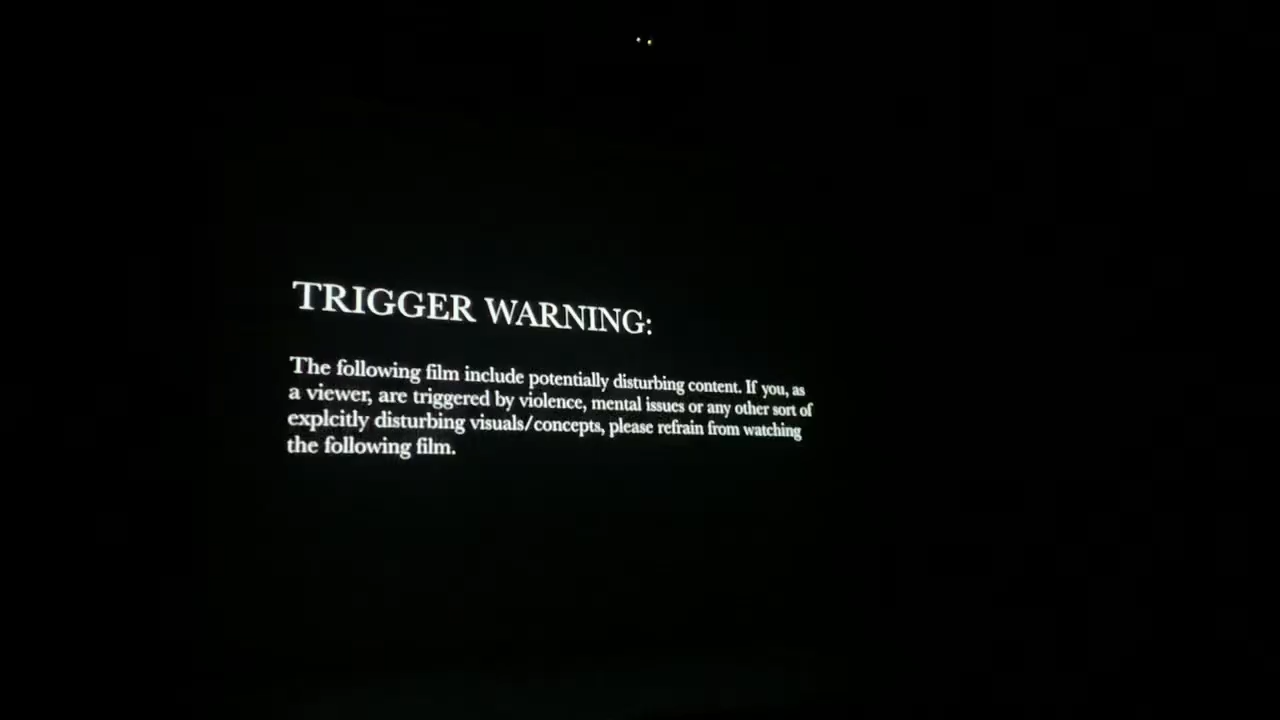 TRIGGER WARNING:
The following film include potentially disturbing content. If you, as
a viewer, are triggered by violence, mental issues or any other sort of
explcitly disturbing visuals/concepts, please refrain from watching
the following film.